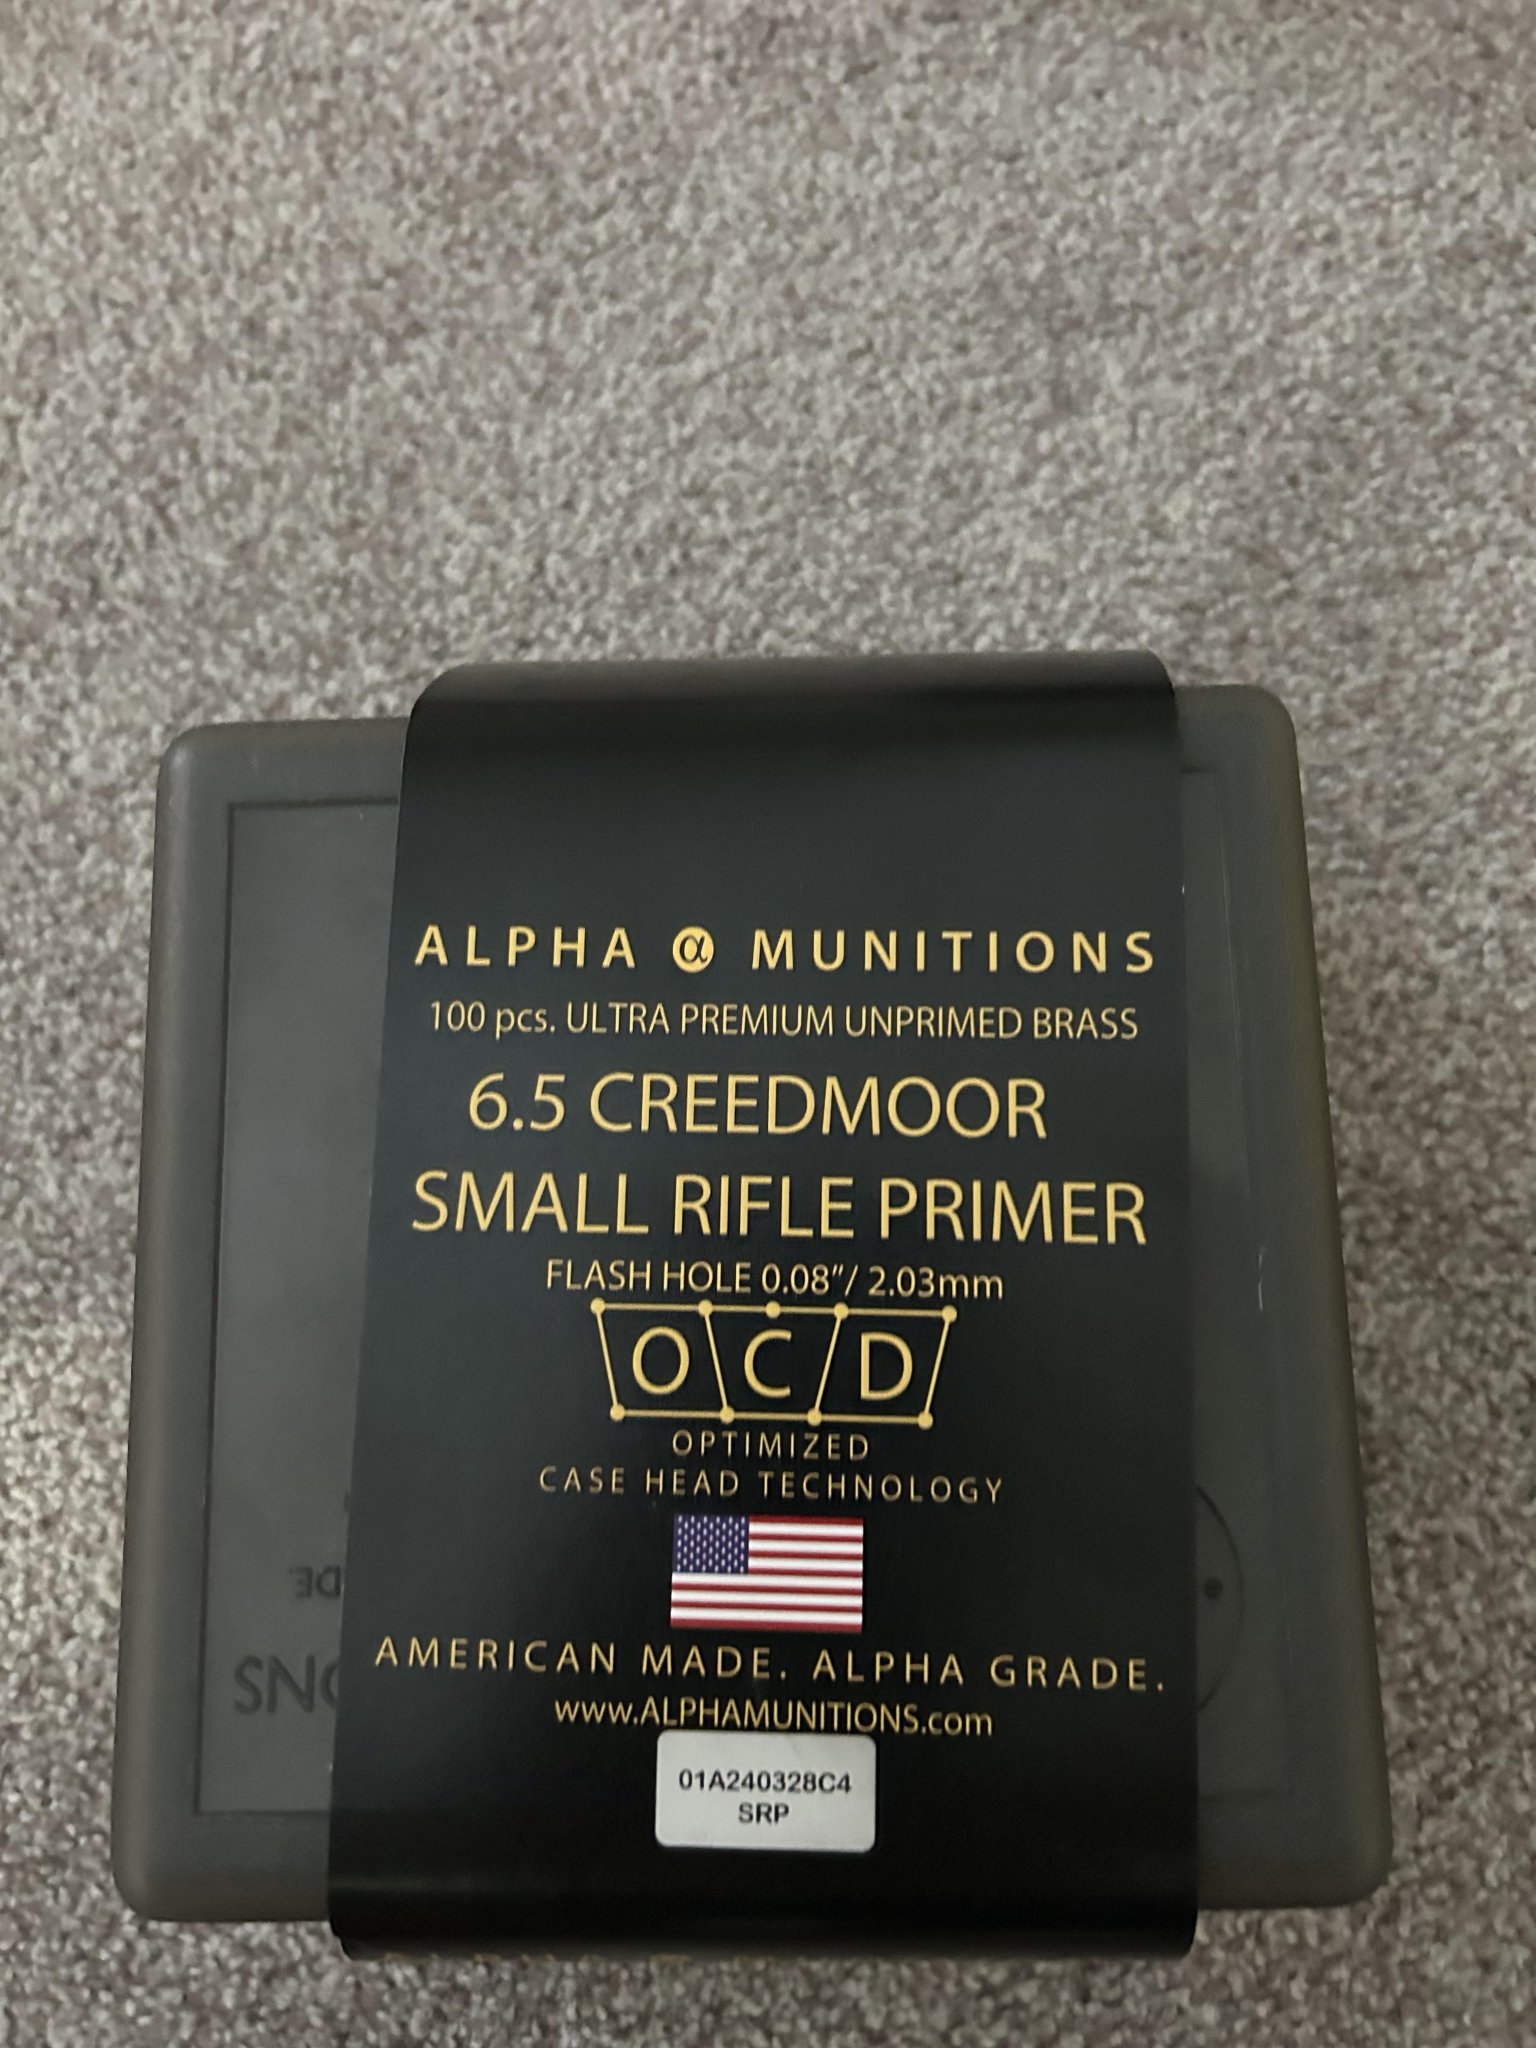 ALPHA α MUNITIONS
100 pcs. ULTRA PREMIUM UNPRIMED BRASS
6.5 CREEDMOOR
SMALL RIFLE PRIMER
FLASH HOLE 0.08"/ 2.03mm
OCD
OPTIMIZED
CASE HEAD TECHNOLOGY
AMERICAN MADE. ALPHA GRADE.
www.ALPHAMUNITIONS.com
01A240328C4
SRP